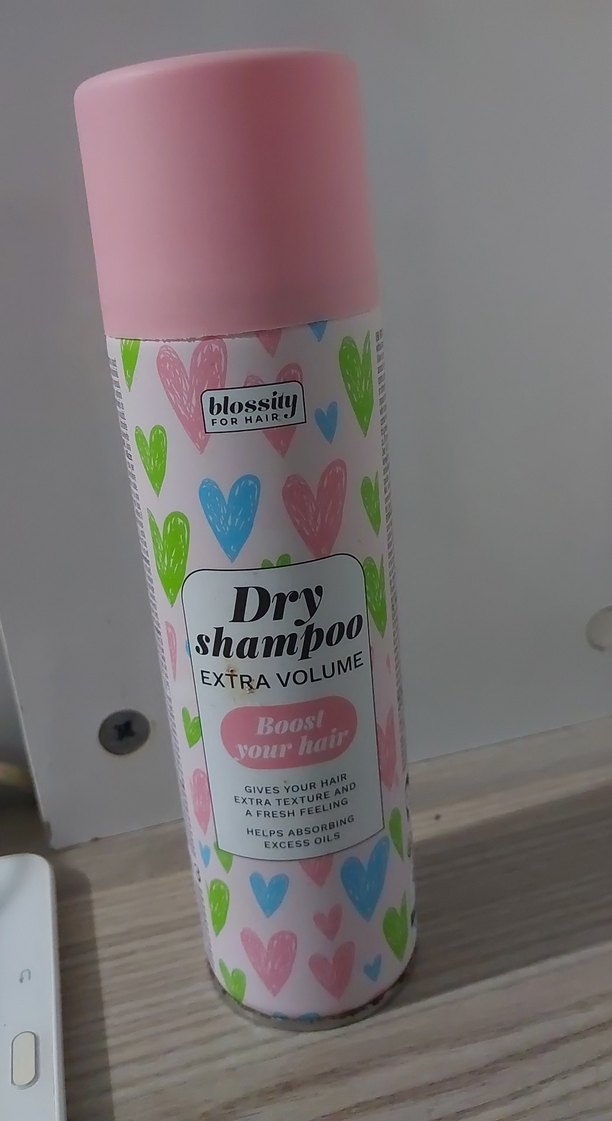 blossity
FOR HAIR
Dry
shampoo
EXTRA VOLUME
Boost
your hair
GIVES YOUR HAIR
EXTRA TEXTURE AND
A FRESH FEELING
HELPS ABSORBING
EXCESS OILS